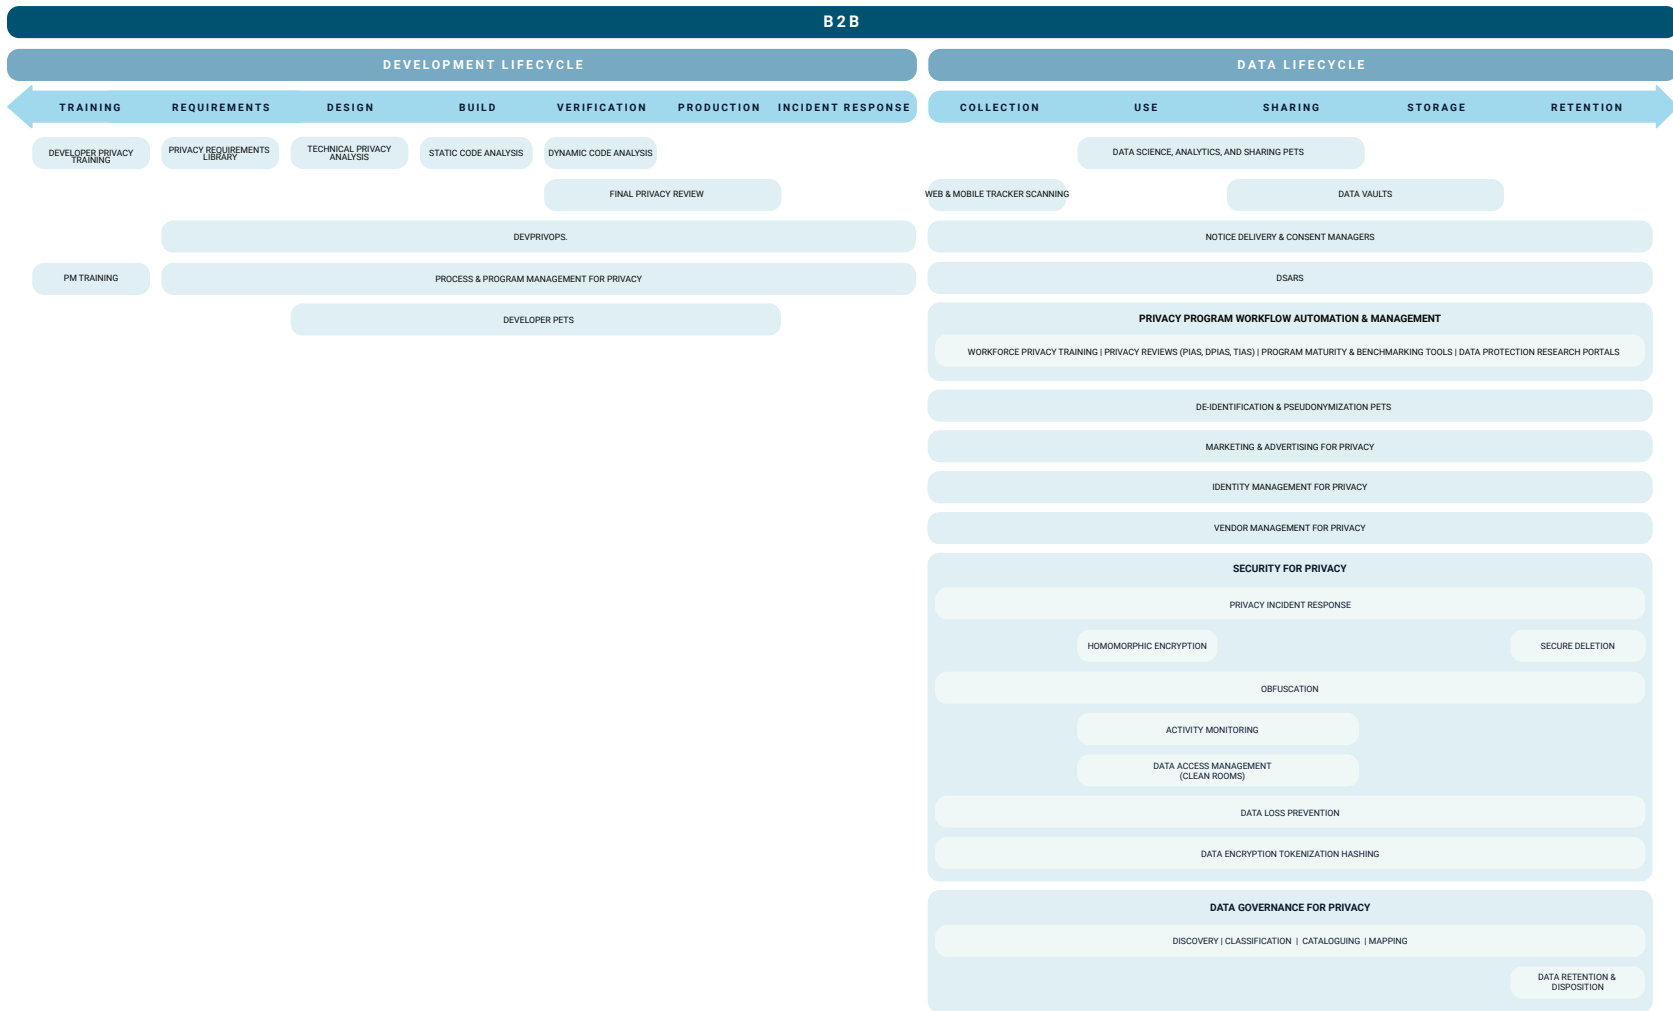 B2B
DEVELOPMENT LIFECYCLE
DATA LIFECYCLE
TRAINING
REQUIREMENTS
DESIGN
BUILD
VERIFICATION
PRODUCTION
INCIDENT RESPONSE
COLLECTION
USE
SHARING
STORAGE
RETENTION
DEVELOPER PRIVACY
TRAINING
PRIVACY REQUIREMENTS
LIBRARY
TECHNICAL PRIVACY
ANALYSIS
STATIC CODE ANALYSIS
DYNAMIC CODE ANALYSIS
FINAL PRIVACY REVIEW
DEVPRIVOPS.
PM TRAINING
PROCESS & PROGRAM MANAGEMENT FOR PRIVACY
DEVELOPER PETS
DATA SCIENCE, ANALYTICS, AND SHARING PETS
WEB & MOBILE TRACKER SCANNING
DATA VAULTS
NOTICE DELIVERY & CONSENT MANAGERS
DSARS
PRIVACY PROGRAM WORKFLOW AUTOMATION & MANAGEMENT
WORKFORCE PRIVACY TRAINING | PRIVACY REVIEWS (PIAS, DPIAS, TIAS) | PROGRAM MATURITY & BENCHMARKING TOOLS | DATA PROTECTION RESEARCH PORTALS
DE-IDENTIFICATION & PSEUDONYMIZATION PETS
MARKETING & ADVERTISING FOR PRIVACY
IDENTITY MANAGEMENT FOR PRIVACY
VENDOR MANAGEMENT FOR PRIVACY
SECURITY FOR PRIVACY
PRIVACY INCIDENT RESPONSE
HOMOMORPHIC ENCRYPTION
SECURE DELETION
OBFUSCATION
ACTIVITY MONITORING
DATA ACCESS MANAGEMENT
(CLEAN ROOMS)
DATA LOSS PREVENTION
DATA ENCRYPTION TOKENIZATION HASHING
DATA GOVERNANCE FOR PRIVACY
DISCOVERY | CLASSIFICATION | CATALOGUING | MAPPING
DATA RETENTION &
DISPOSITION